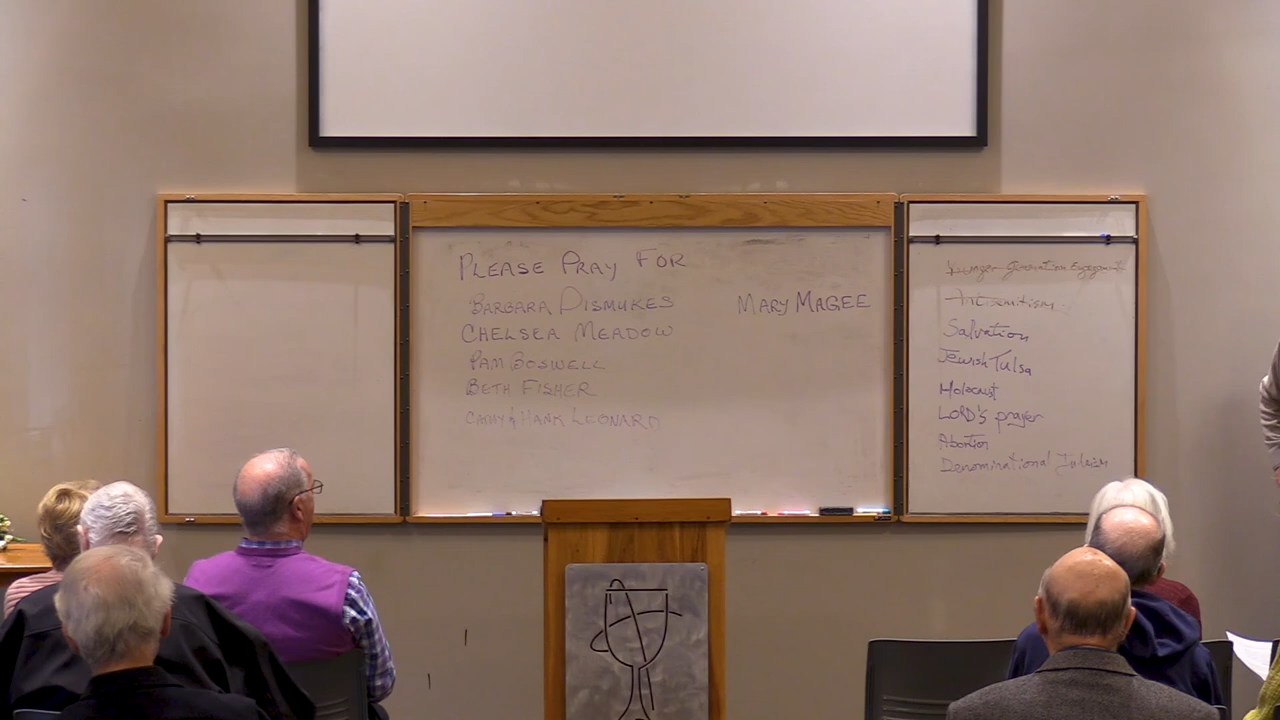 PLEASE PRAY FOR
BARBARA DISMUKES
MARY MAGEE
CHELSEA MEADOW
PAM BOSWELL
BETH FISHER
CATHY & HANK LEONARD
Younger Generation Engagement
Antisemitism
Salvation
Jewish Tulsa
Holocaust
LORD'S prayer
Abortion
Denominational